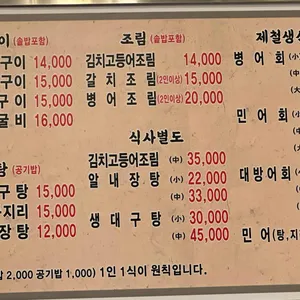 이 (솥밥포함)
구이 14,000
구이 15,000
구이 15,000
굴비 16,000
탕 (공기밥)
구탕 15,000
지리 15,000
장탕 12,000
조림 (솥밥포함)
김치고등어조림 14,000
갈치조림 (2인이상) 15,000
병어조림 (2인이상) 20,000
식사별도
김치고등어조림 (中) 35,000
알내장탕 (小) 22,000
(中) 33,000
생대구탕 (小) 30,000
(中) 45,000
제철생선
병어회 (小
(中
(大
민어회 (
대방어회 (
민어(탕,지
밥 2,000 공기밥 1,000) 1인 1식이 원칙입니다.